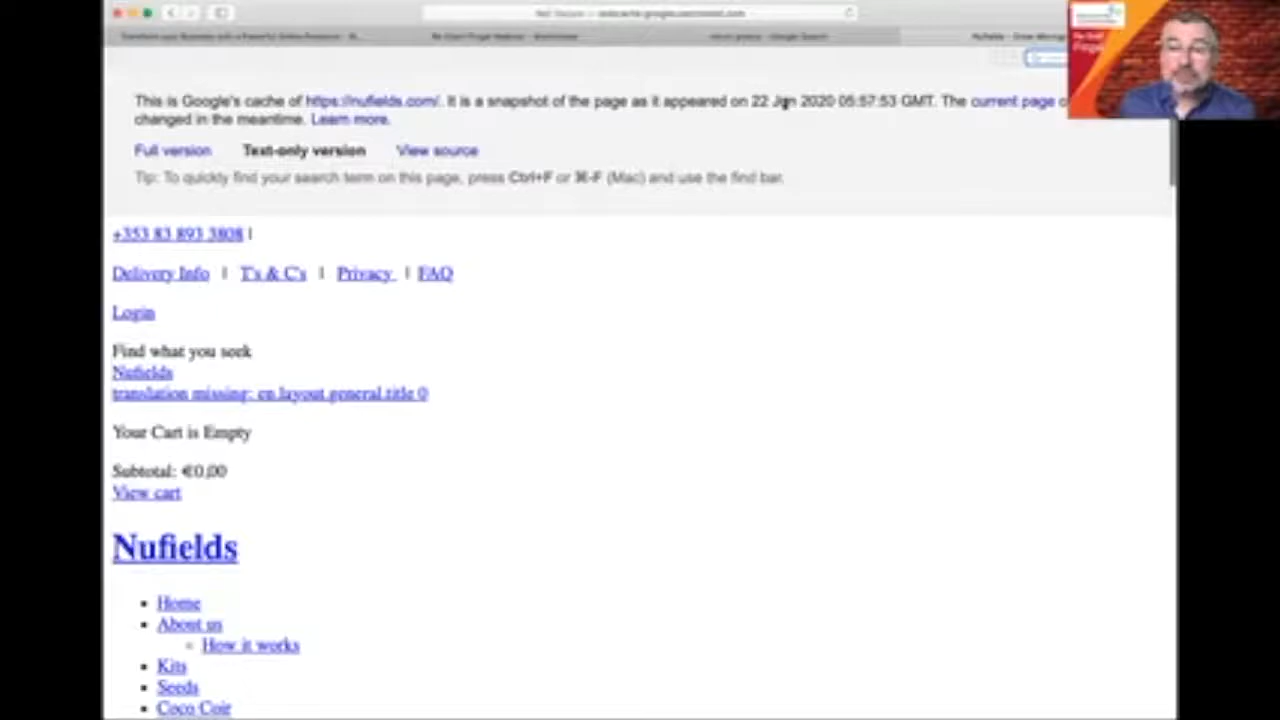 This is Google's cache of https://nufields.com/. It is a snapshot of the page as it appeared on 22 Jan 2020 05:57:53 GMT. The current page
changed in the meantime. Learn more.
Full version Text-only version View source
Tip: To quickly find your search term on this page, press Ctrl+F or ⌘-F (Mac) and use the find bar.
+353 83 893 3808 |
Delivery Info | T's & C's | Privacy | FAQ
Login
Find what you seek
Nufields
translation missing: en.layout.general.title 0
Your Cart is Empty
Subtotal: €0,00
View cart
Nufields
Home
About us
How it works
Kits
Seeds
Coco Coir